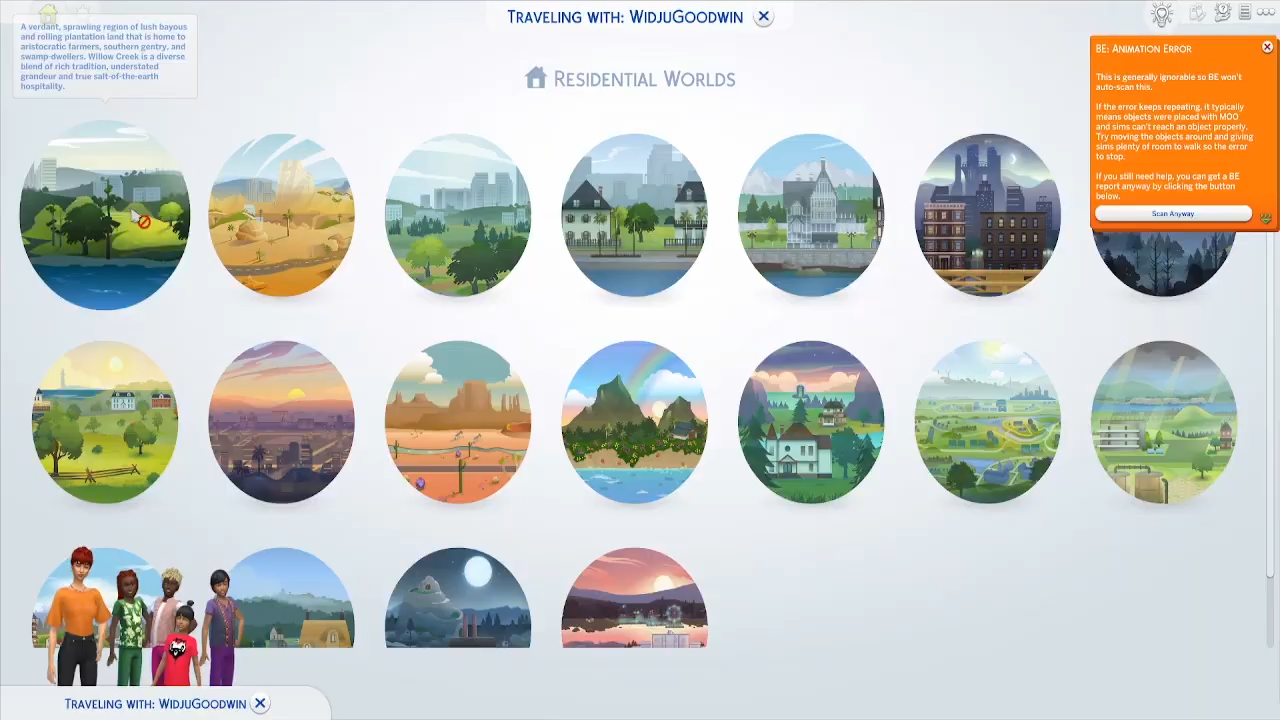 TRAVELING WITH: WIDJUGOODWIN
A verdant, sprawling region of lush bayous
and rolling plantation land that is home to
aristocratic farmers, southern gentry, and
swamp-dwellers. Willow Creek is a diverse
blend of rich tradition, understated
grandeur and true salt-of-the-earth
hospitality.
RESIDENTIAL WORLDS
BE: ANIMATION ERROR
This is generally ignorable so BE won't
auto-scan this.
If the error keeps repeating, it typically
means objects were placed with MOO
and sims can't reach an object properly.
Try moving the objects around and giving
sims plenty of room to walk so the error
to stop.
If you still need help, you can get a BE
report anyway by clicking the button
below.
Scan Anyway
TRAVELING WITH: WIDJUGOODWIN